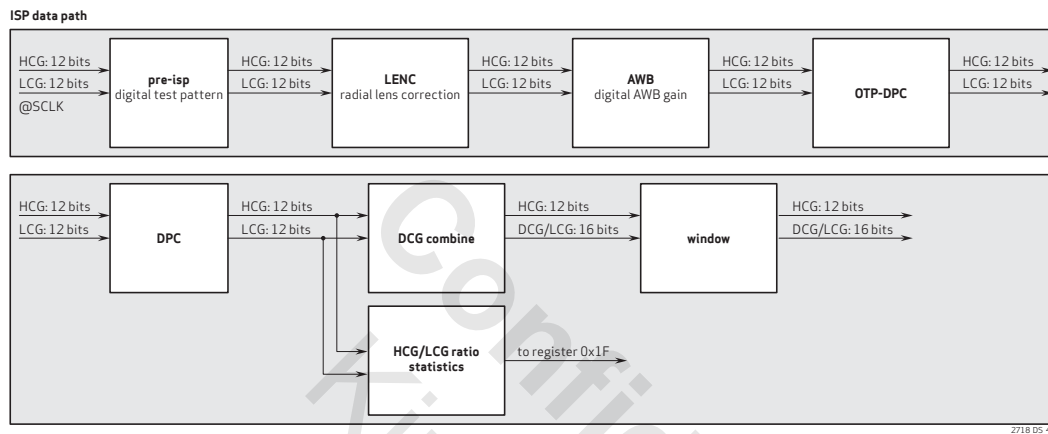 ISP data path
HCG: 12 bits
LCG: 12 bits
@SCLK
pre-isp
digital test pattern
HCG: 12 bits
LCG: 12 bits
LENC
radial lens correction
HCG: 12 bits
LCG: 12 bits
AWB
digital AWB gain
HCG: 12 bits
LCG: 12 bits
OTP-DPC
HCG: 12 bits
LCG: 12 bits
HCG: 12 bits
LCG: 12 bits
DPC
HCG: 12 bits
LCG: 12 bits
DCG combine
HCG: 12 bits
DCG/LCG: 16 bits
window
HCG: 12 bits
DCG/LCG: 16 bits
HCG/LCG ratio
statistics
to register 0x1F